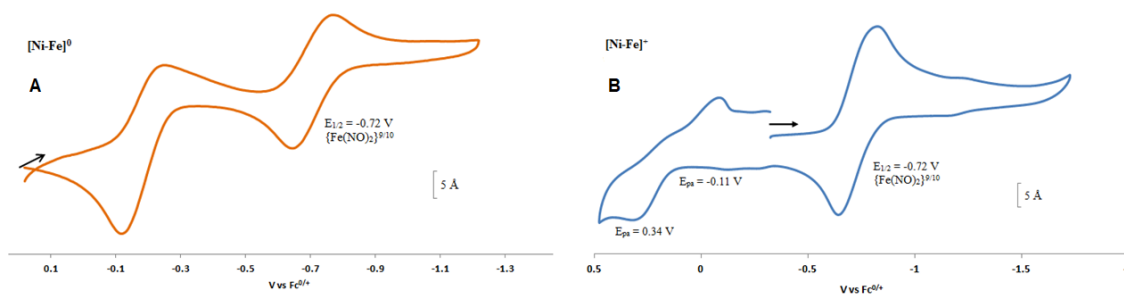 [Ni-Fe]⁰
A
E₁/₂ = -0.72 V
{Fe(NO)₂}⁹/¹⁰
5 Å
0.1 -0.1 -0.3 -0.5 -0.7 -0.9 -1.1 -1.3
V vs Fc⁰/⁺
[Ni-Fe]⁺
B
E₁/₂ = -0.72 V
{Fe(NO)₂}⁹/¹⁰
Eₚₐ = -0.11 V
5 Å
Eₚₐ = 0.34 V
0.5 0 -0.5 -1 -1.5
V vs Fc⁰/⁺